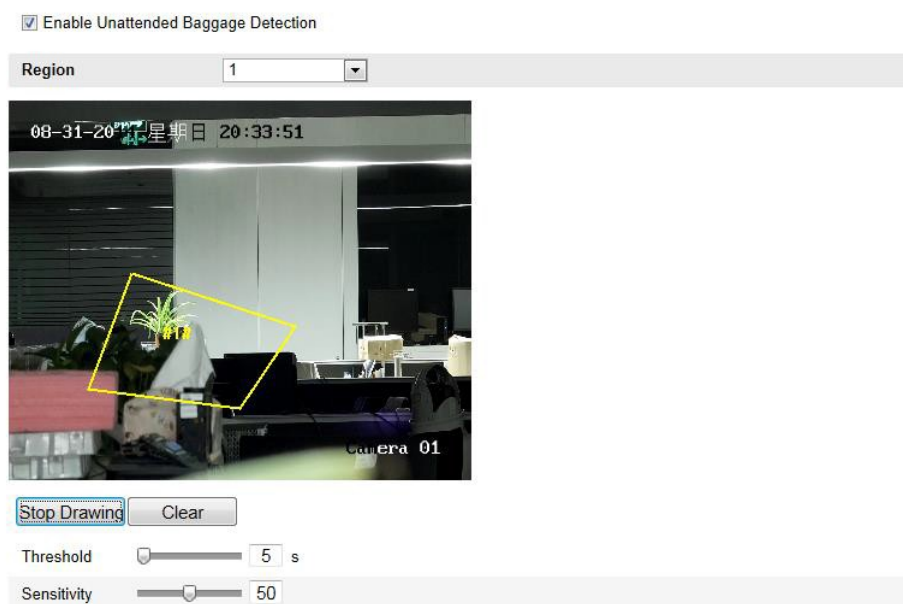 Enable Unattended Baggage Detection
Region 1
08-31-20 星期日 20:33:51
#1#
Camera 01
Stop Drawing Clear
Threshold 5 s
Sensitivity 50